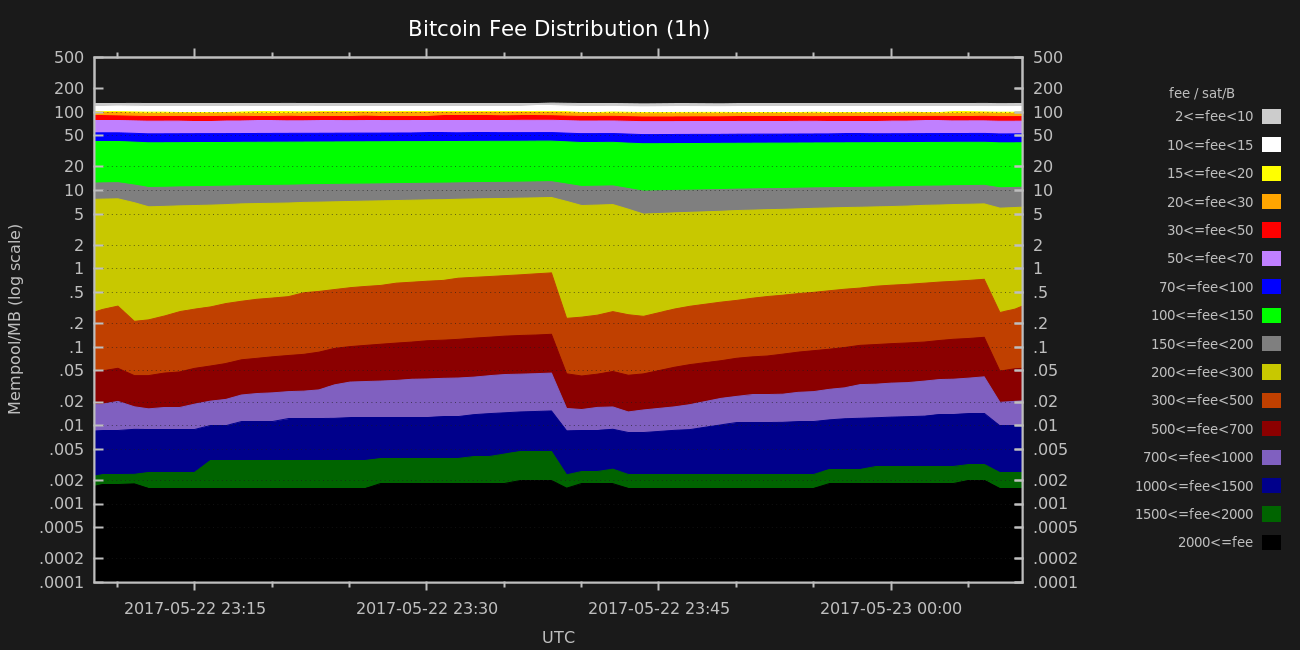 Bitcoin Fee Distribution (1h)
Mempool/MB (log scale)
500
200
100
50
20
10
5
2
1
.5
.2
.1
.05
.02
.01
.005
.002
.001
.0005
.0002
.0001
500
200
100
50
20
10
5
2
1
.5
.2
.1
.05
.02
.01
.005
.002
.001
.0005
.0002
.0001
2017-05-22 23:15 2017-05-22 23:30 2017-05-22 23:45 2017-05-23 00:00
UTC
fee / sat/B
2<=fee<10
10<=fee<15
15<=fee<20
20<=fee<30
30<=fee<50
50<=fee<70
70<=fee<100
100<=fee<150
150<=fee<200
200<=fee<300
300<=fee<500
500<=fee<700
700<=fee<1000
1000<=fee<1500
1500<=fee<2000
2000<=fee